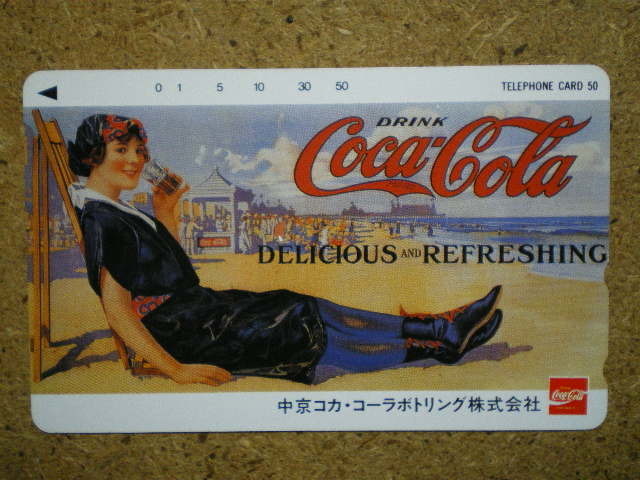 0 1 5 10 30 50 TELEPHONE CARD 50
DRINK
Coca-Cola
DELICIOUS AND REFRESHING
中京コカ・コーラボトリング株式会社
Coca-Cola